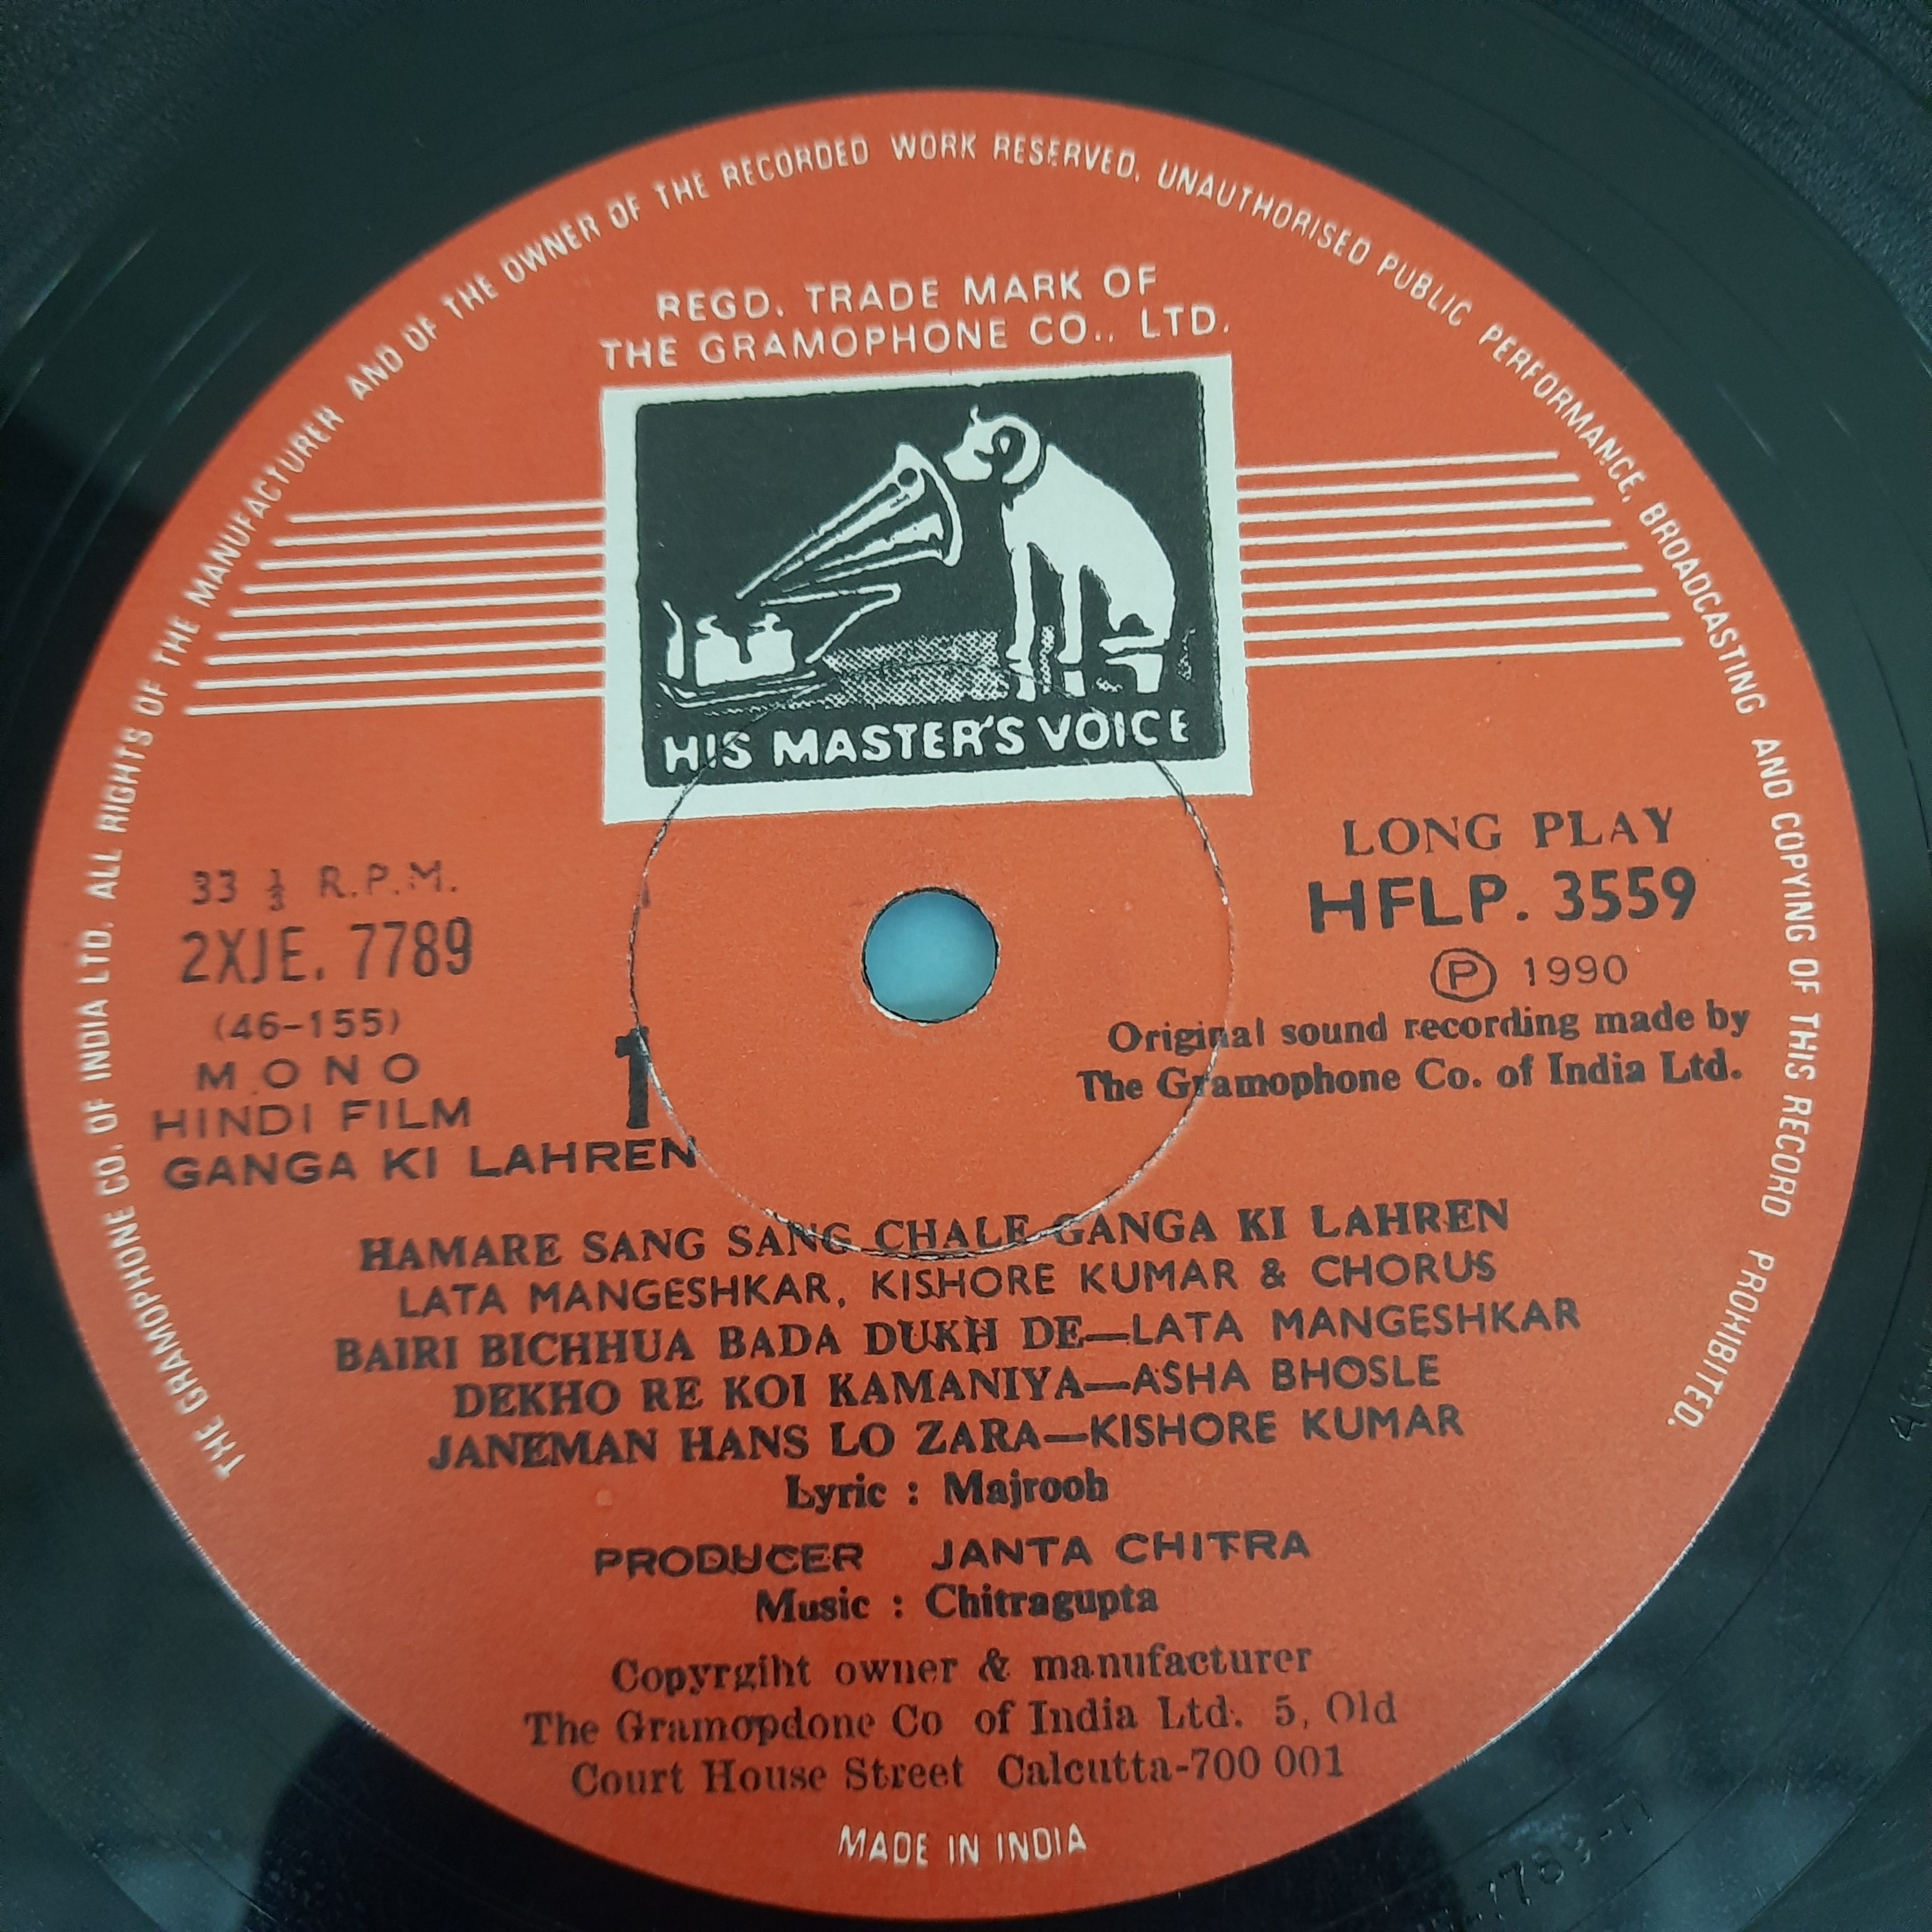 THE GRAMOPHONE CO. OF INDIA LTD. ALL RIGHTS OF THE MANUFACTURER AND OF THE OWNER OF THE RECORDED WORK RESERVED. UNAUTHORISED PUBLIC PERFORMANCE, BROADCASTING AND COPYING OF THIS RECORD PROHIBITED.
REGD. TRADE MARK OF
THE GRAMOPHONE CO., LTD.
HIS MASTER'S VOICE
33 ⅓ R.P.M.
2XJE. 7789
(46-155)
MONO
HINDI FILM
GANGA KI LAHREN
1
LONG PLAY
HFLP. 3559
Ⓟ 1990
Original sound recording made by
The Gramophone Co. of India Ltd.
HAMARE SANG SANG CHALE GANGA KI LAHREN
LATA MANGESHKAR, KISHORE KUMAR & CHORUS
BAIRI BICHHUA BADA DUKH DE—LATA MANGESHKAR
DEKHO RE KOI KAMANIYA—ASHA BHOSLE
JANEMAN HANS LO ZARA—KISHORE KUMAR
Lyric : Majrooh
PRODUCER JANTA CHITRA
Music : Chitragupta
Copyrgiht owner & manufacturer
The Gramopdone Co of India Ltd. 5, Old
Court House Street Calcutta-700 001
MADE IN INDIA